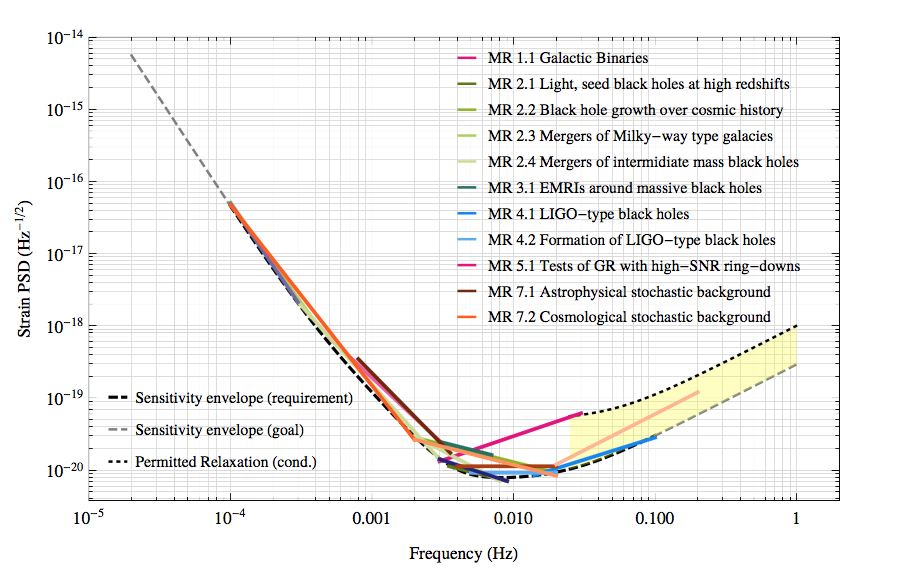 10−14
10−15
10−16
10−17
10−18
10−19
10−20
Strain PSD (Hz−1/2)
MR 1.1 Galactic Binaries
MR 2.1 Light, seed black holes at high redshifts
MR 2.2 Black hole growth over cosmic history
MR 2.3 Mergers of Milky−way type galacies
MR 2.4 Mergers of intermidiate mass black holes
MR 3.1 EMRIs around massive black holes
MR 4.1 LIGO−type black holes
MR 4.2 Formation of LIGO−type black holes
MR 5.1 Tests of GR with high−SNR ring−downs
MR 7.1 Astrophysical stochastic background
MR 7.2 Cosmological stochastic background
Sensitivity envelope (requirement)
Sensitivity envelope (goal)
Permitted Relaxation (cond.)
10−5 10−4 0.001 0.010 0.100 1
Frequency (Hz)